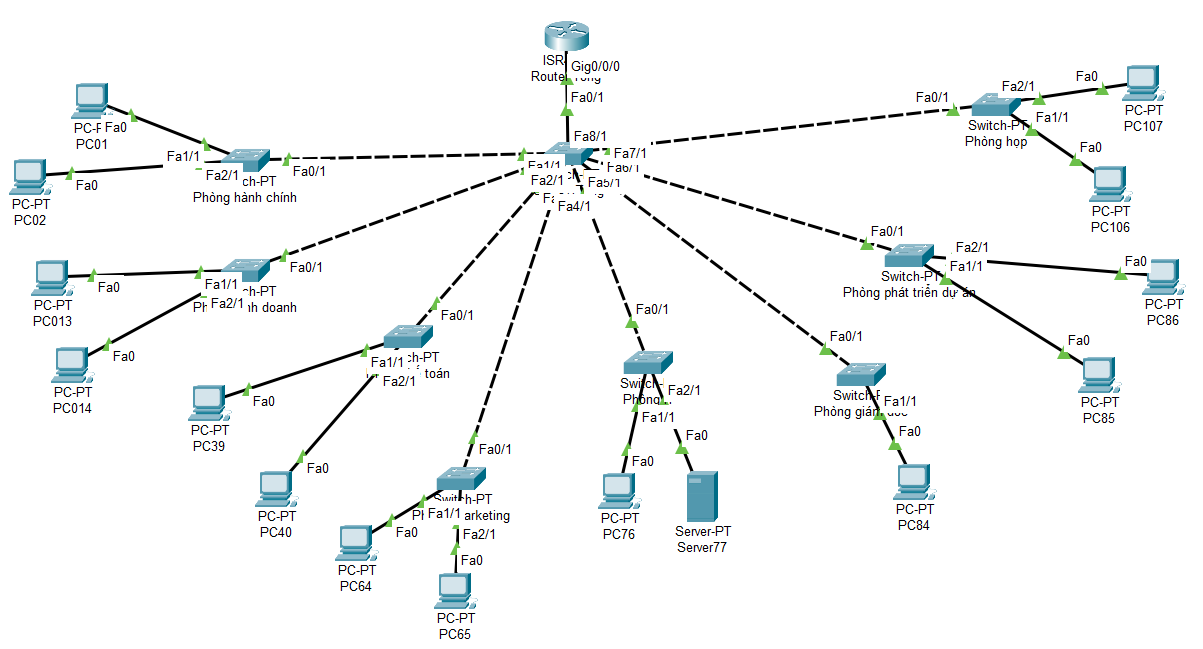 Gig0/0/0
Fa0/1
Fa8/1
Fa1/1
Fa2/1
Fa4/1
Fa5/1
Fa6/1
Fa7/1
Fa0
PC01
Fa0
PC-PT
PC02
Fa1/1
Fa2/1
Fa0/1
Phòng hành chính
Fa0
PC-PT
PC013
Fa0
PC-PT
PC014
Fa1/1
Fa2/1
Fa0/1
Fa0
PC-PT
PC39
Fa0
PC-PT
PC40
Fa1/1
Fa2/1
Fa0/1
toán
Fa0
PC-PT
PC64
Fa0
PC-PT
PC65
Fa0/1
Switch-PT
Fa1/1
Fa2/1
Fa0/1
Fa1/1
Fa2/1
Fa0
PC-PT
PC76
Fa0
Server-PT
Server77
Fa0/1
Fa1/1
Fa0
PC-PT
PC84
Fa0/1
Fa2/1
Fa1/1
Switch-PT
Phòng phát triển dự án
Fa0
PC-PT
PC86
Fa0
PC-PT
PC85
Fa0/1
Fa2/1
Fa1/1
Switch-PT
Phòng họp
Fa0
PC-PT
PC107
Fa0
PC-PT
PC106